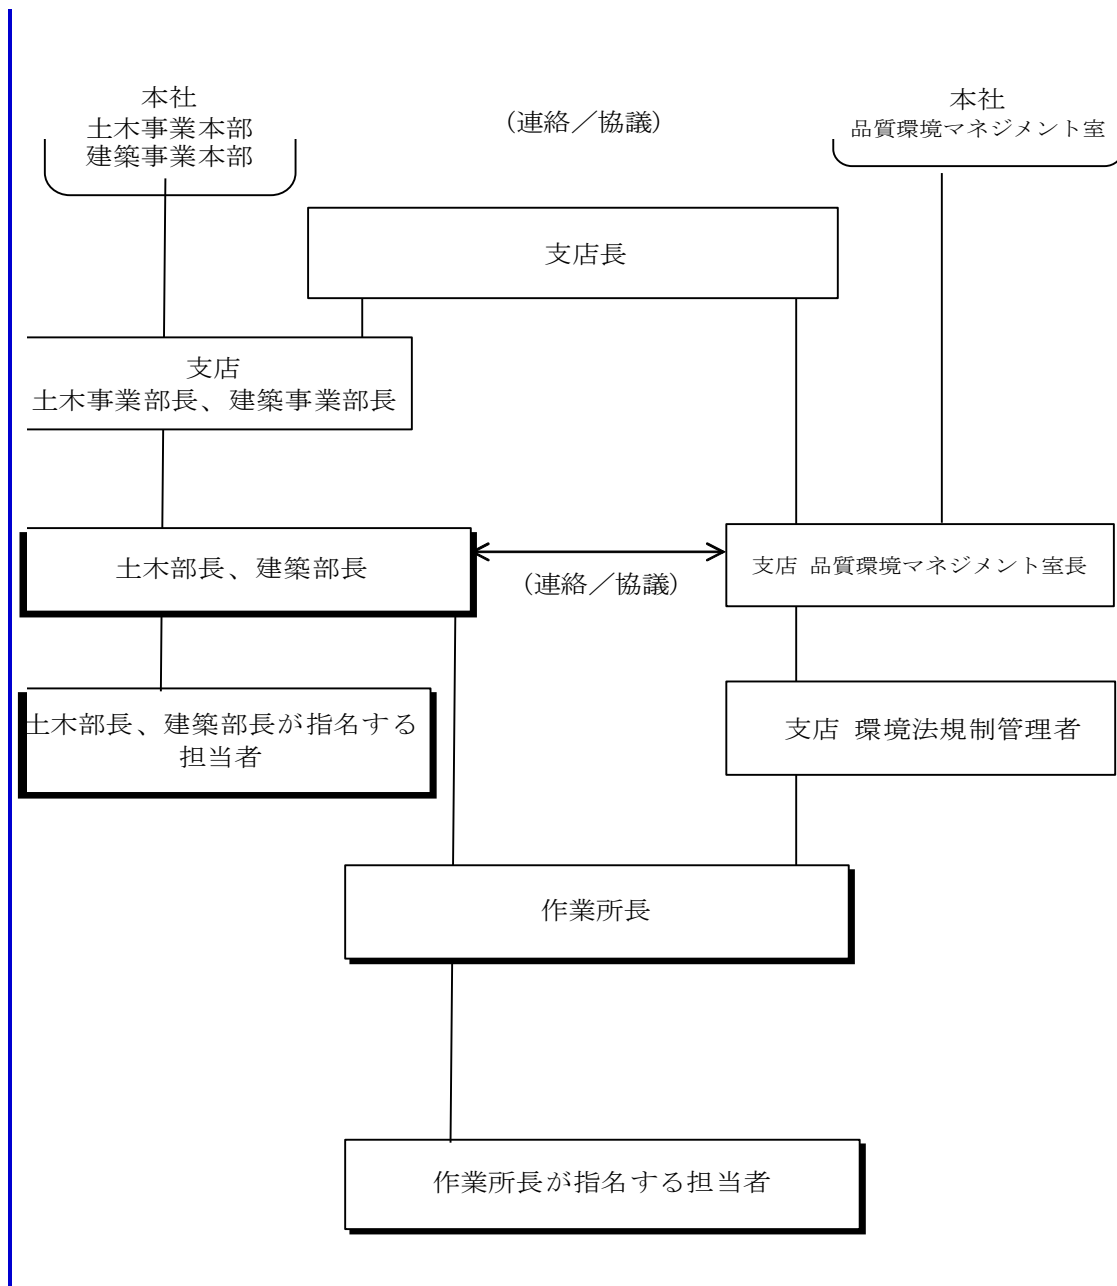 本社
土木事業本部
建築事業本部
(連絡／協議)
本社
品質環境マネジメント室
支店長
支店
土木事業部長、建築事業部長
土木部長、建築部長
(連絡／協議)
支店 品質環境マネジメント室長
土木部長、建築部長が指名する
担当者
支店 環境法規制管理者
作業所長
作業所長が指名する担当者